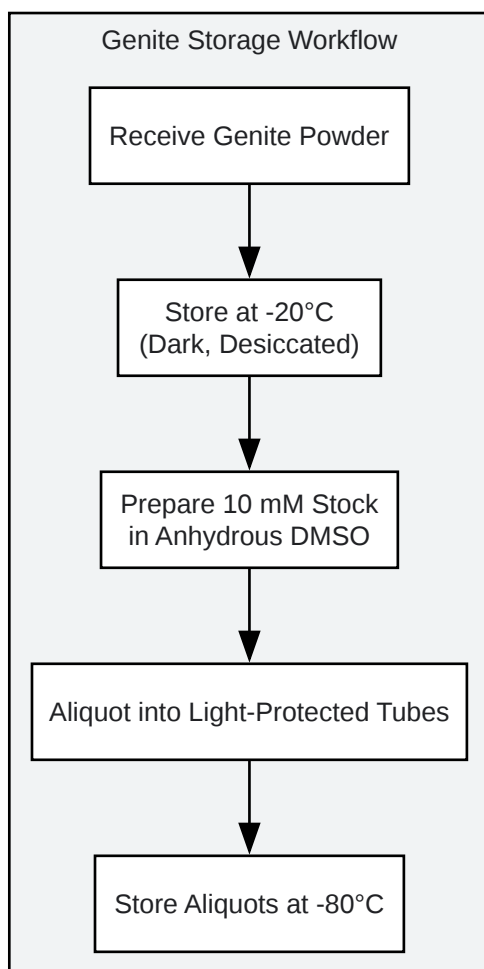 Genite Storage Workflow
Receive Genite Powder
Store at -20°C
(Dark, Desiccated)
Prepare 10 mM Stock
in Anhydrous DMSO
Aliquot into Light-Protected Tubes
Store Aliquots at -80°C